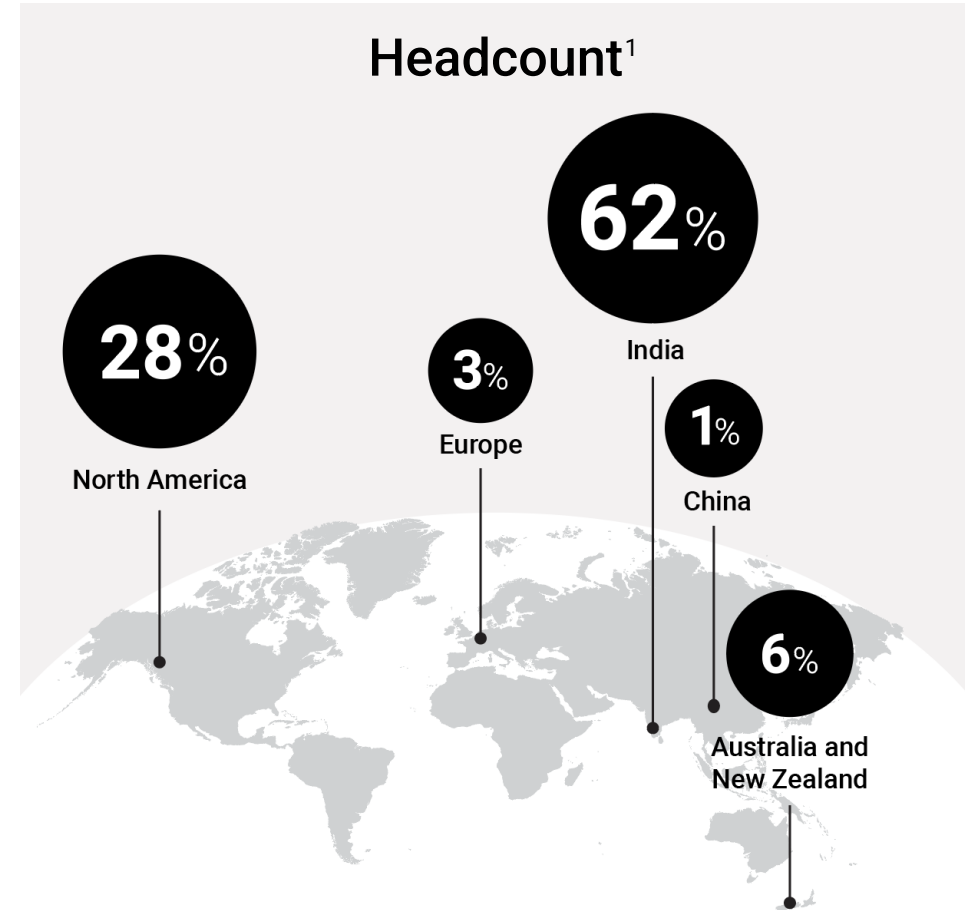 Headcount¹
62%
India
28%
North America
3%
Europe
1%
China
6%
Australia and
New Zealand